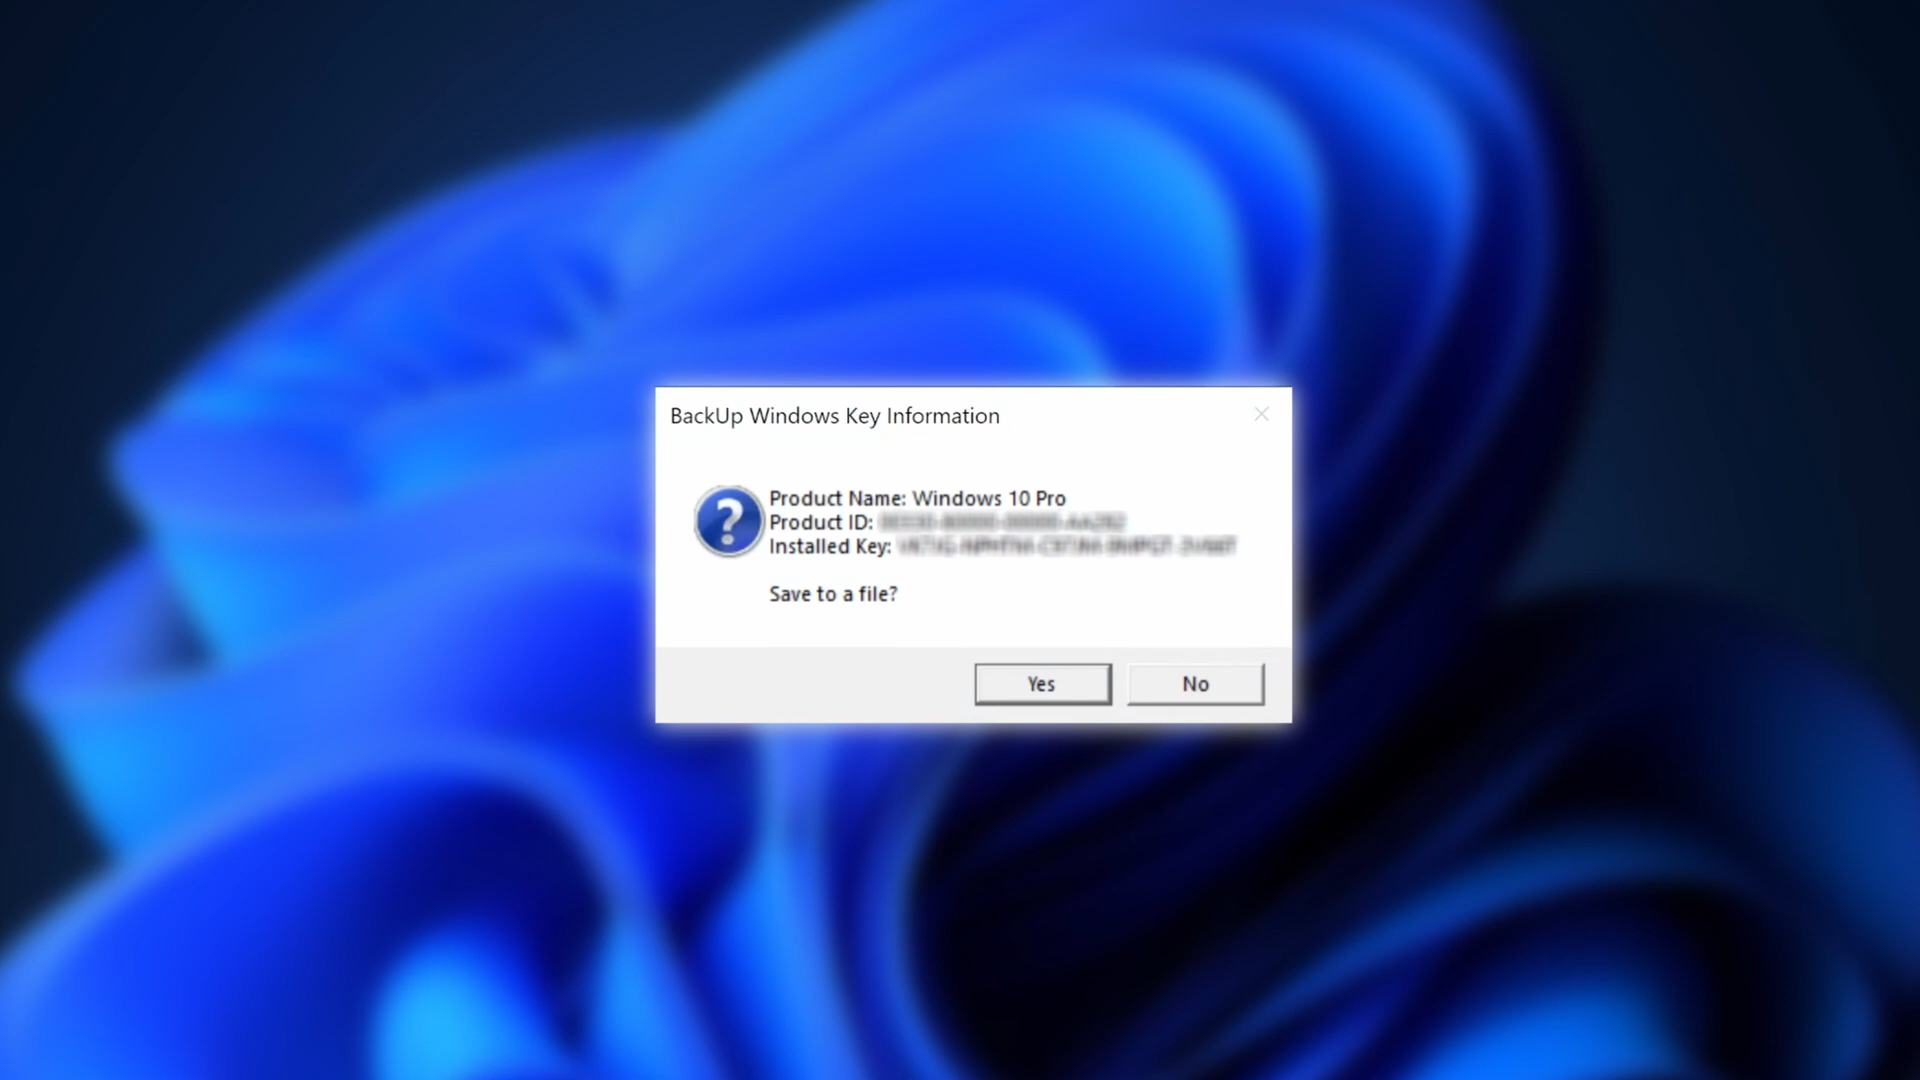 BackUp Windows Key Information
Product Name: Windows 10 Pro
Product ID:
Installed Key:
Save to a file?
Yes
No